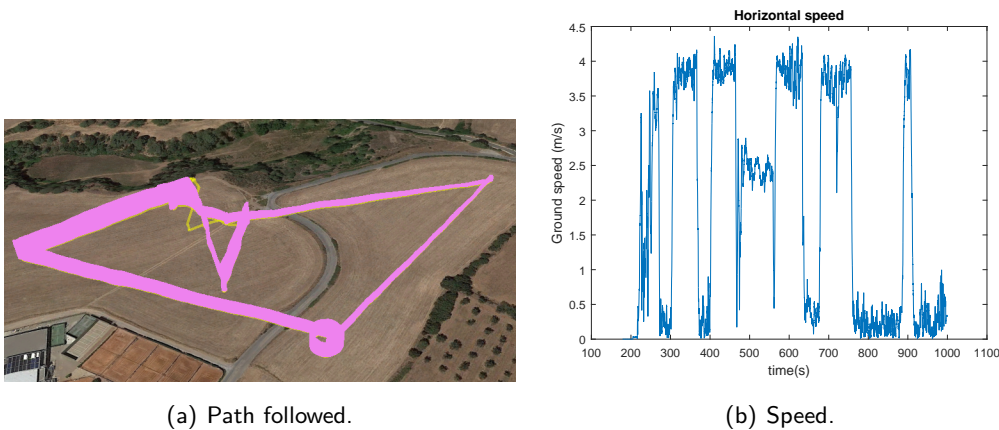 Horizontal speed
4.5
4
3.5
3
2.5
2
1.5
1
0.5
0
Ground speed (m/s)
100 200 300 400 500 600 700 800 900 1000 1100
time(s)
(a) Path followed.
(b) Speed.